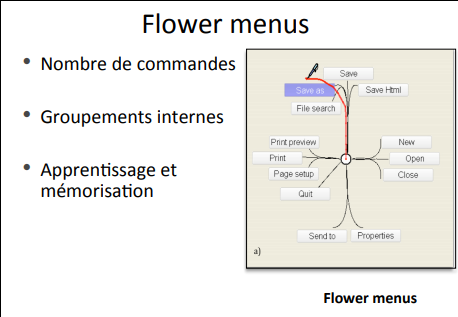 Flower menus
• Nombre de commandes
• Groupements internes
• Apprentissage et
mémorisation
Save
Save as
Save Html
File search
Print preview
New
Print
Open
Page setup
Close
Quit
Send to
Properties
a)
Flower menus